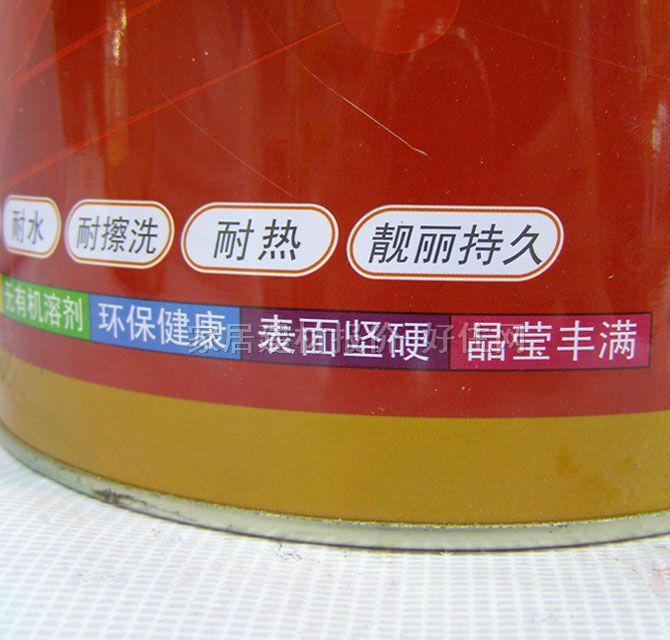 耐水 耐擦洗 耐热 靓丽持久
无有机溶剂 环保健康 表面坚硬 晶莹丰满